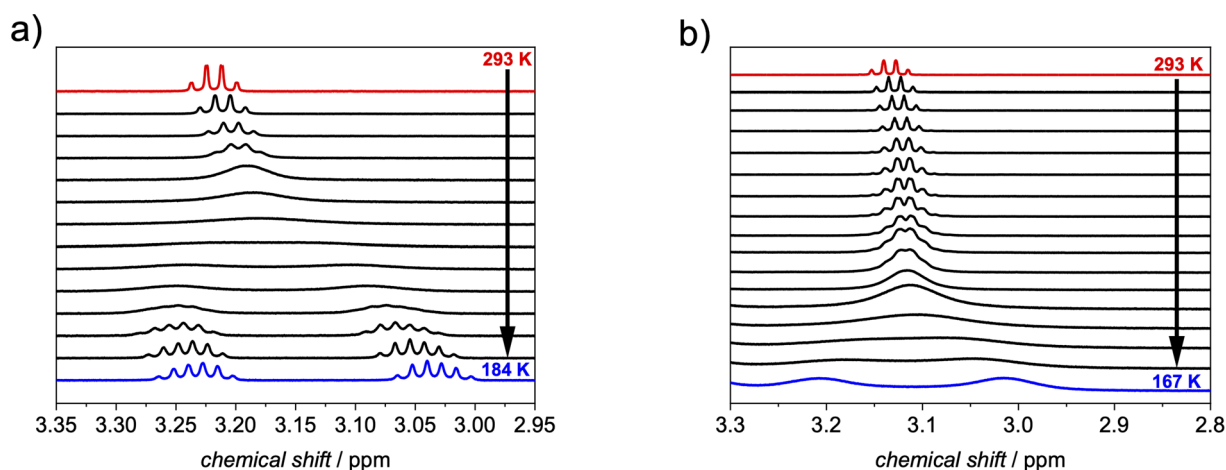 a)
293 K
184 K
3.35 3.30 3.25 3.20 3.15 3.10 3.05 3.00 2.95
chemical shift / ppm
b)
293 K
167 K
3.3 3.2 3.1 3.0 2.9 2.8
chemical shift / ppm